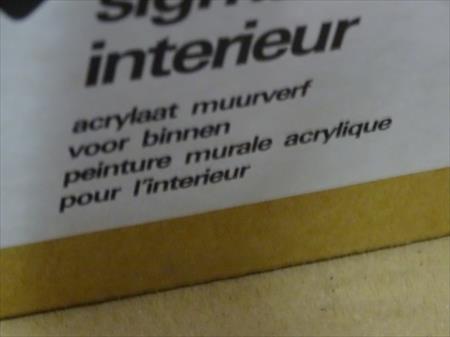 interieur
acrylaat muurverf
voor binnen
peinture murale acrylique
pour l'interieur